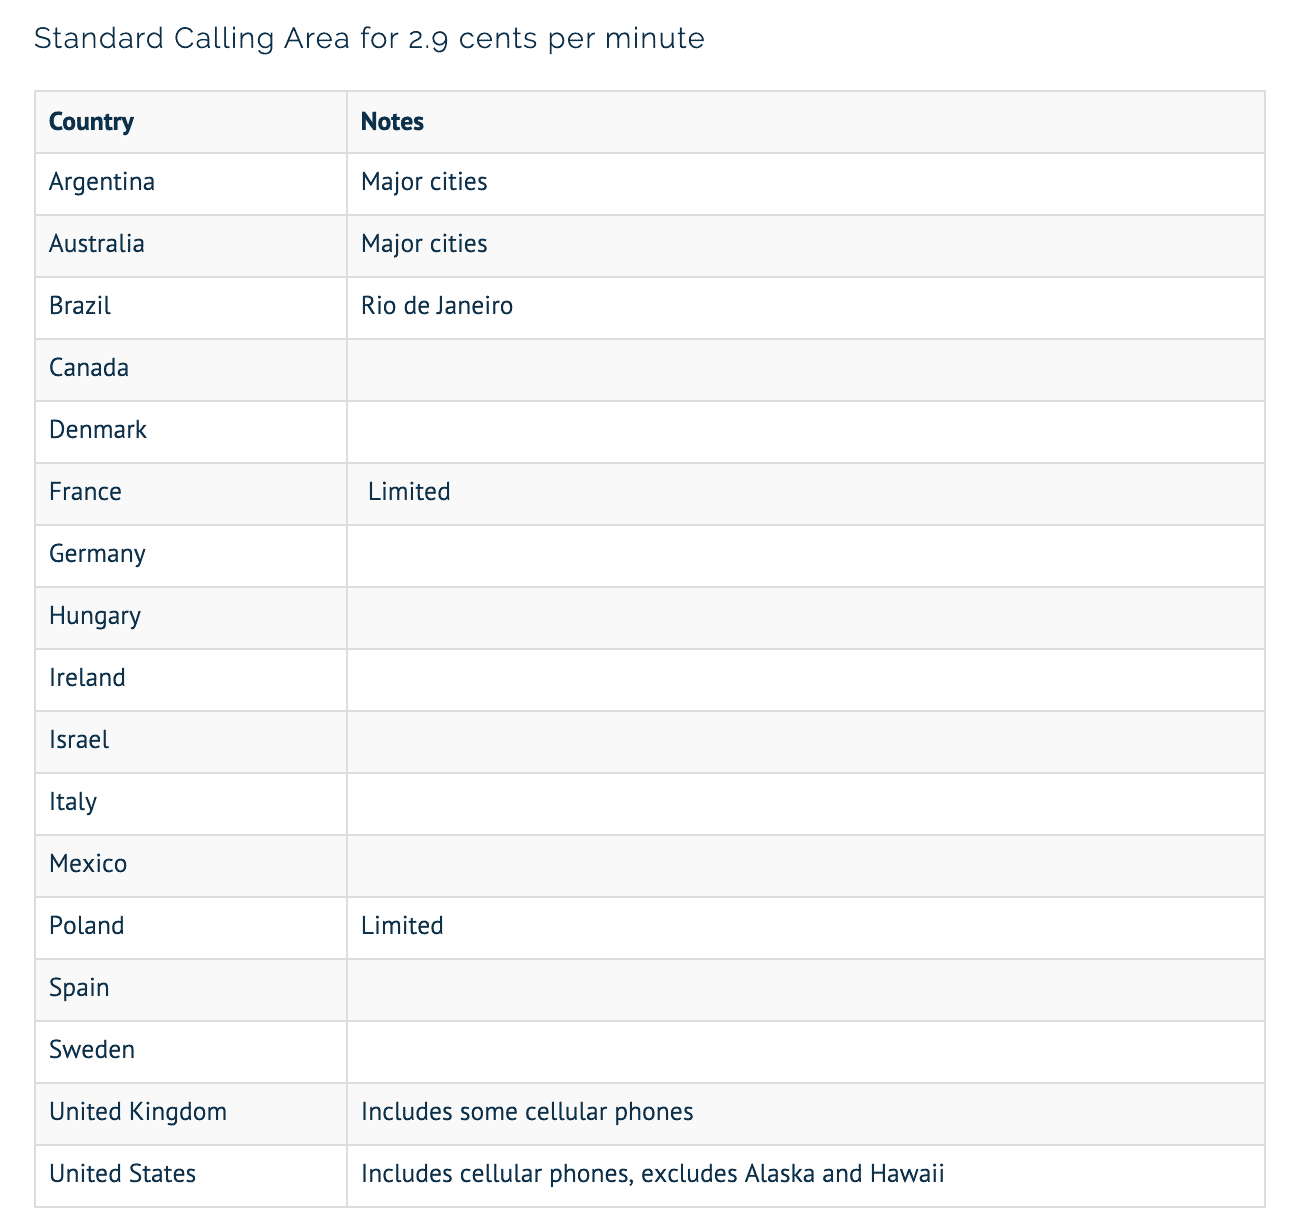 Standard Calling Area for 2.9 cents per minute
Country Notes
Argentina Major cities
Australia Major cities
Brazil Rio de Janeiro
Canada
Denmark
France Limited
Germany
Hungary
Ireland
Israel
Italy
Mexico
Poland Limited
Spain
Sweden
United Kingdom Includes some cellular phones
United States Includes cellular phones, excludes Alaska and Hawaii